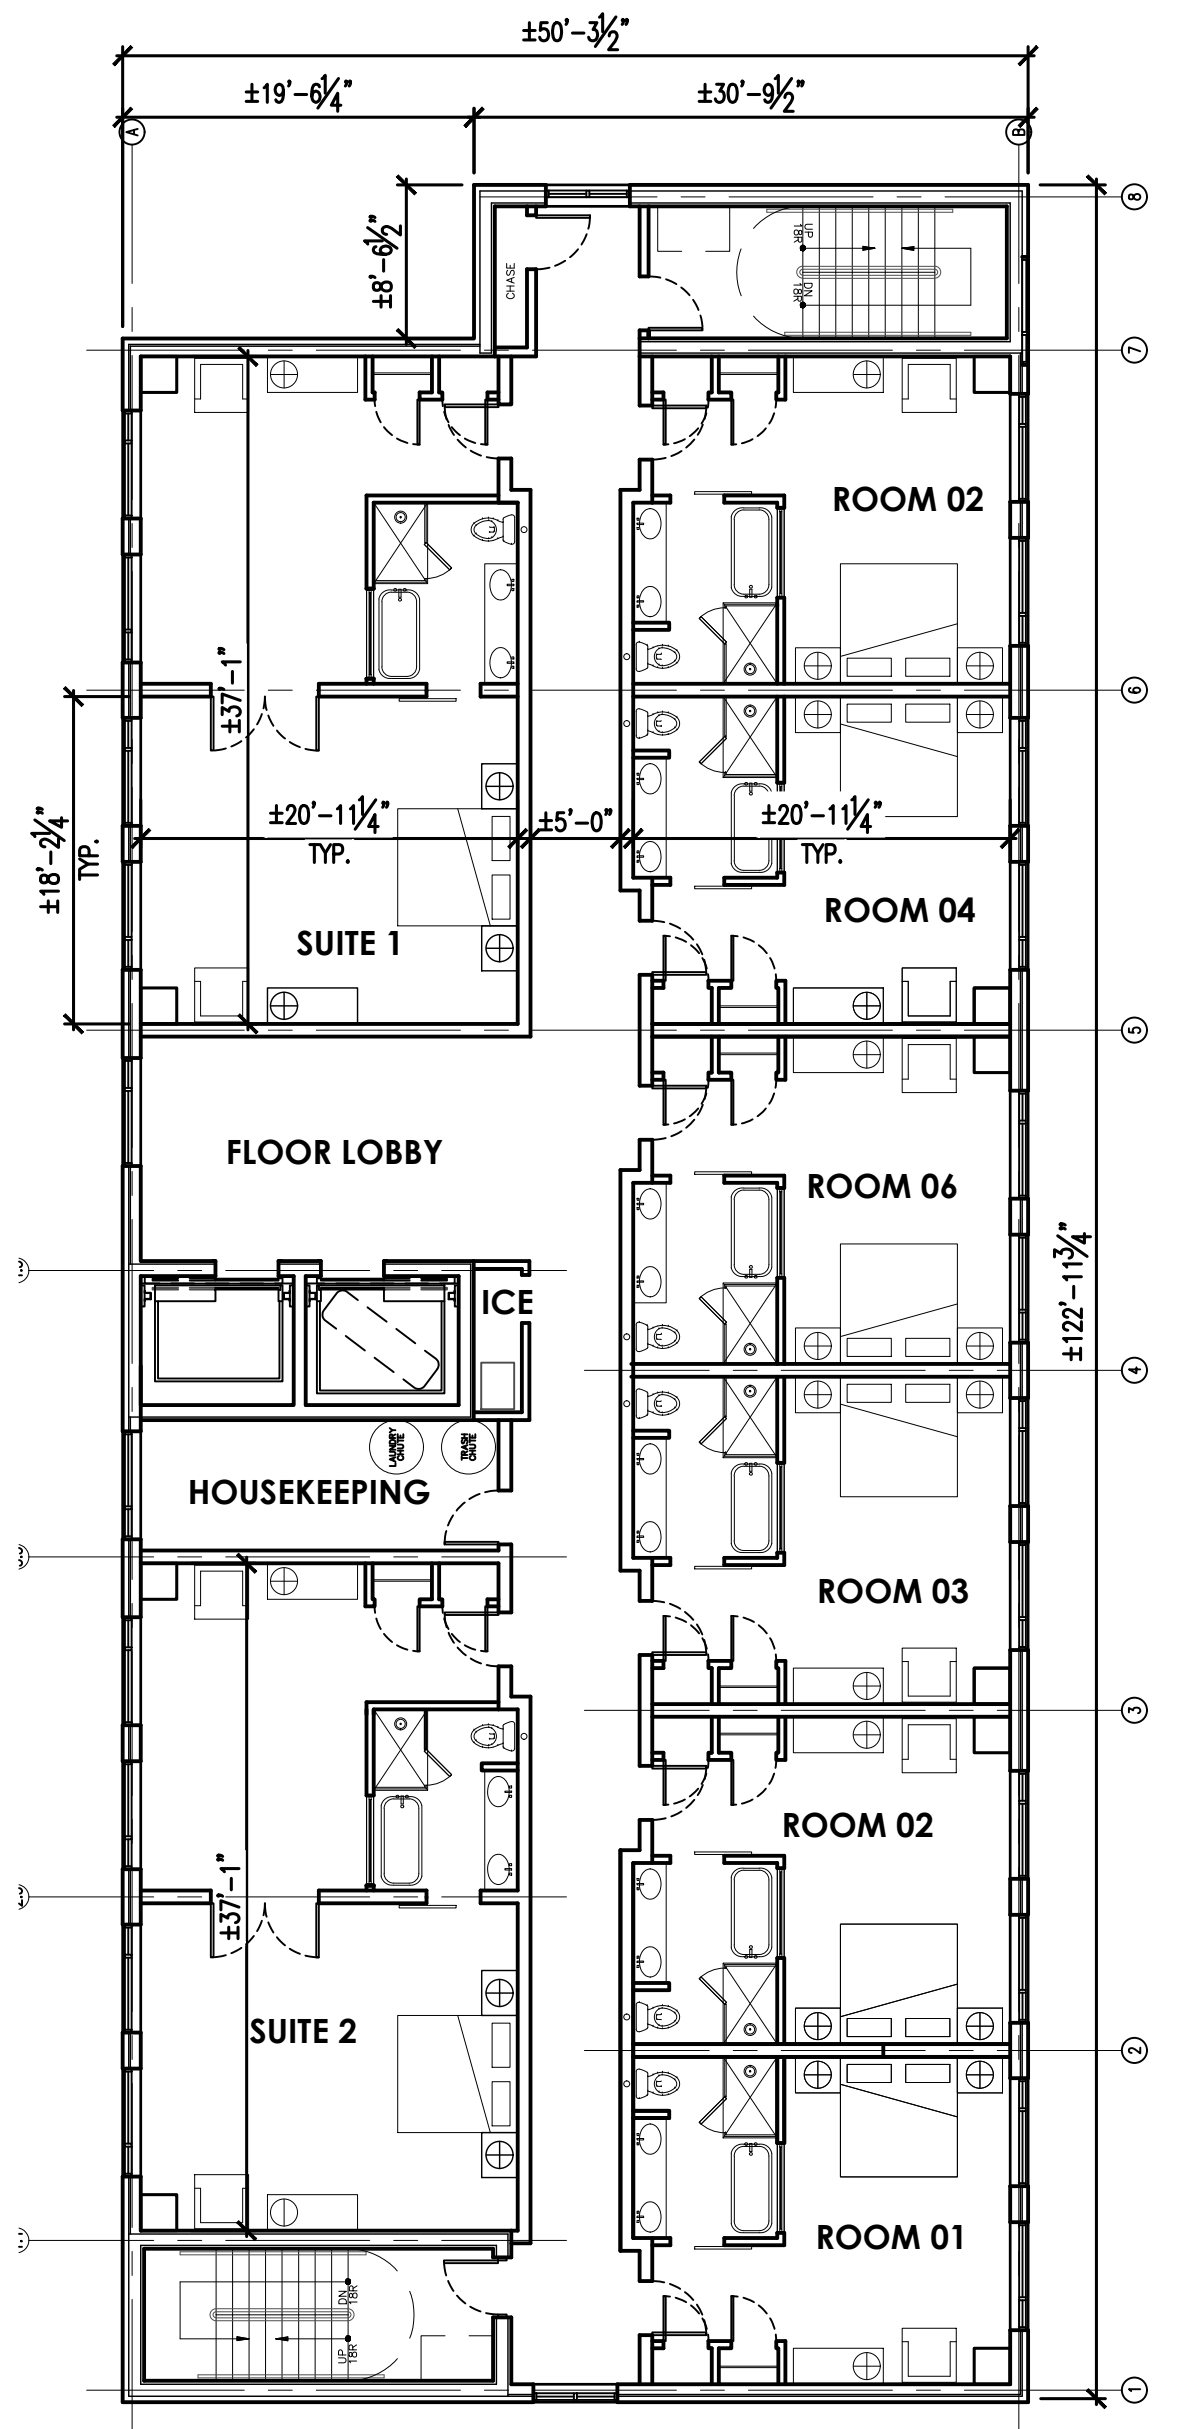 ±50'-3½"
±19'-6¼"
±30'-9½"
A
B
8
±8'-6½"
CHASE
UP
18R
DN
18R
7
ROOM 02
±37'-1"
6
±18'-2¼"
TYP.
±20'-11¼"
TYP.
±5'-0"
±20'-11¼"
TYP.
ROOM 04
SUITE 1
5
FLOOR LOBBY
ROOM 06
±122'-11¾"
ICE
4
LAUNDRY
CHUTE
TRASH
CHUTE
HOUSEKEEPING
ROOM 03
3
ROOM 02
±37'-1"
SUITE 2
2
ROOM 01
DN
18R
UP
18R
1